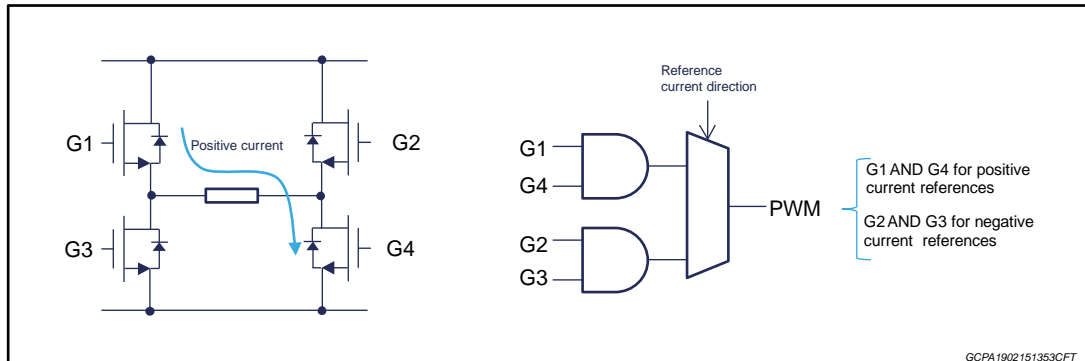 G1
Positive current
G2
G3
G4
Reference
current direction
G1
G4
G2
G3
PWM
G1 AND G4 for positive
current references
G2 AND G3 for negative
current references
GCPA1902151353CFT